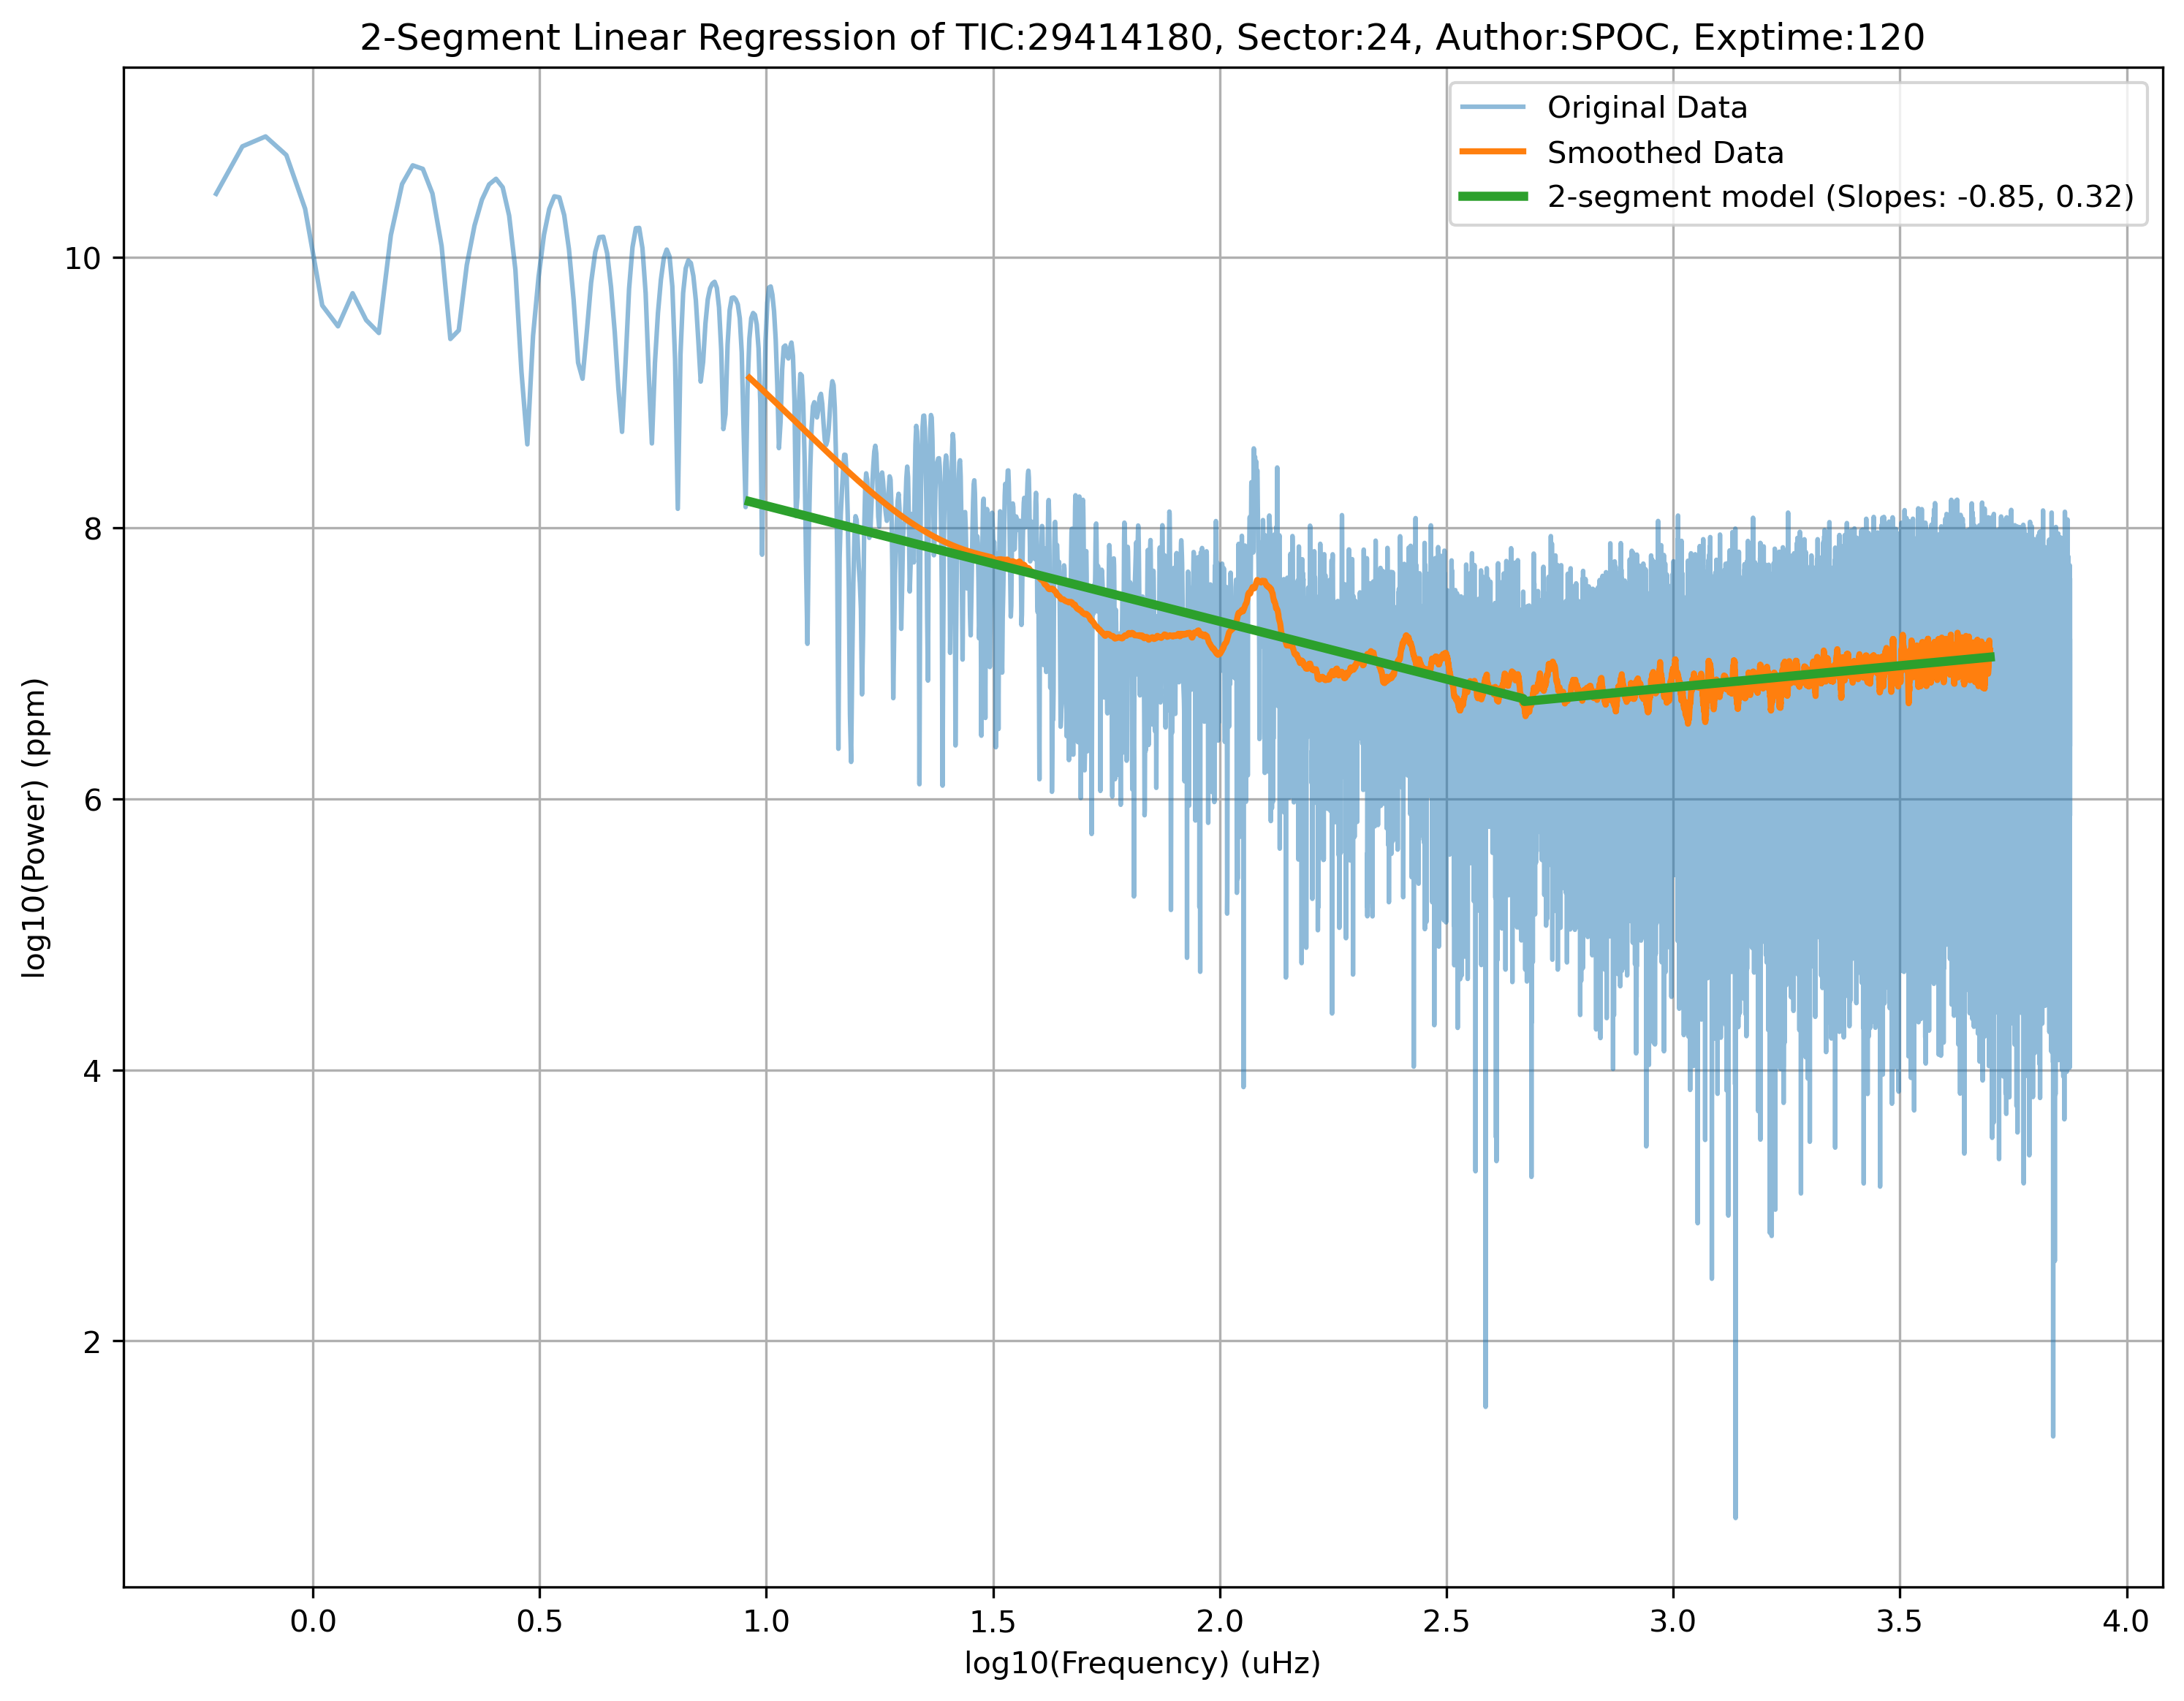 2-Segment Linear Regression of TIC:29414180, Sector:24, Author:SPOC, Exptime:120
Original Data
Smoothed Data
2-segment model (Slopes: -0.85, 0.32)
log10(Power) (ppm)
10
8
6
4
2
0.0 0.5 1.0 1.5 2.0 2.5 3.0 3.5 4.0
log10(Frequency) (uHz)